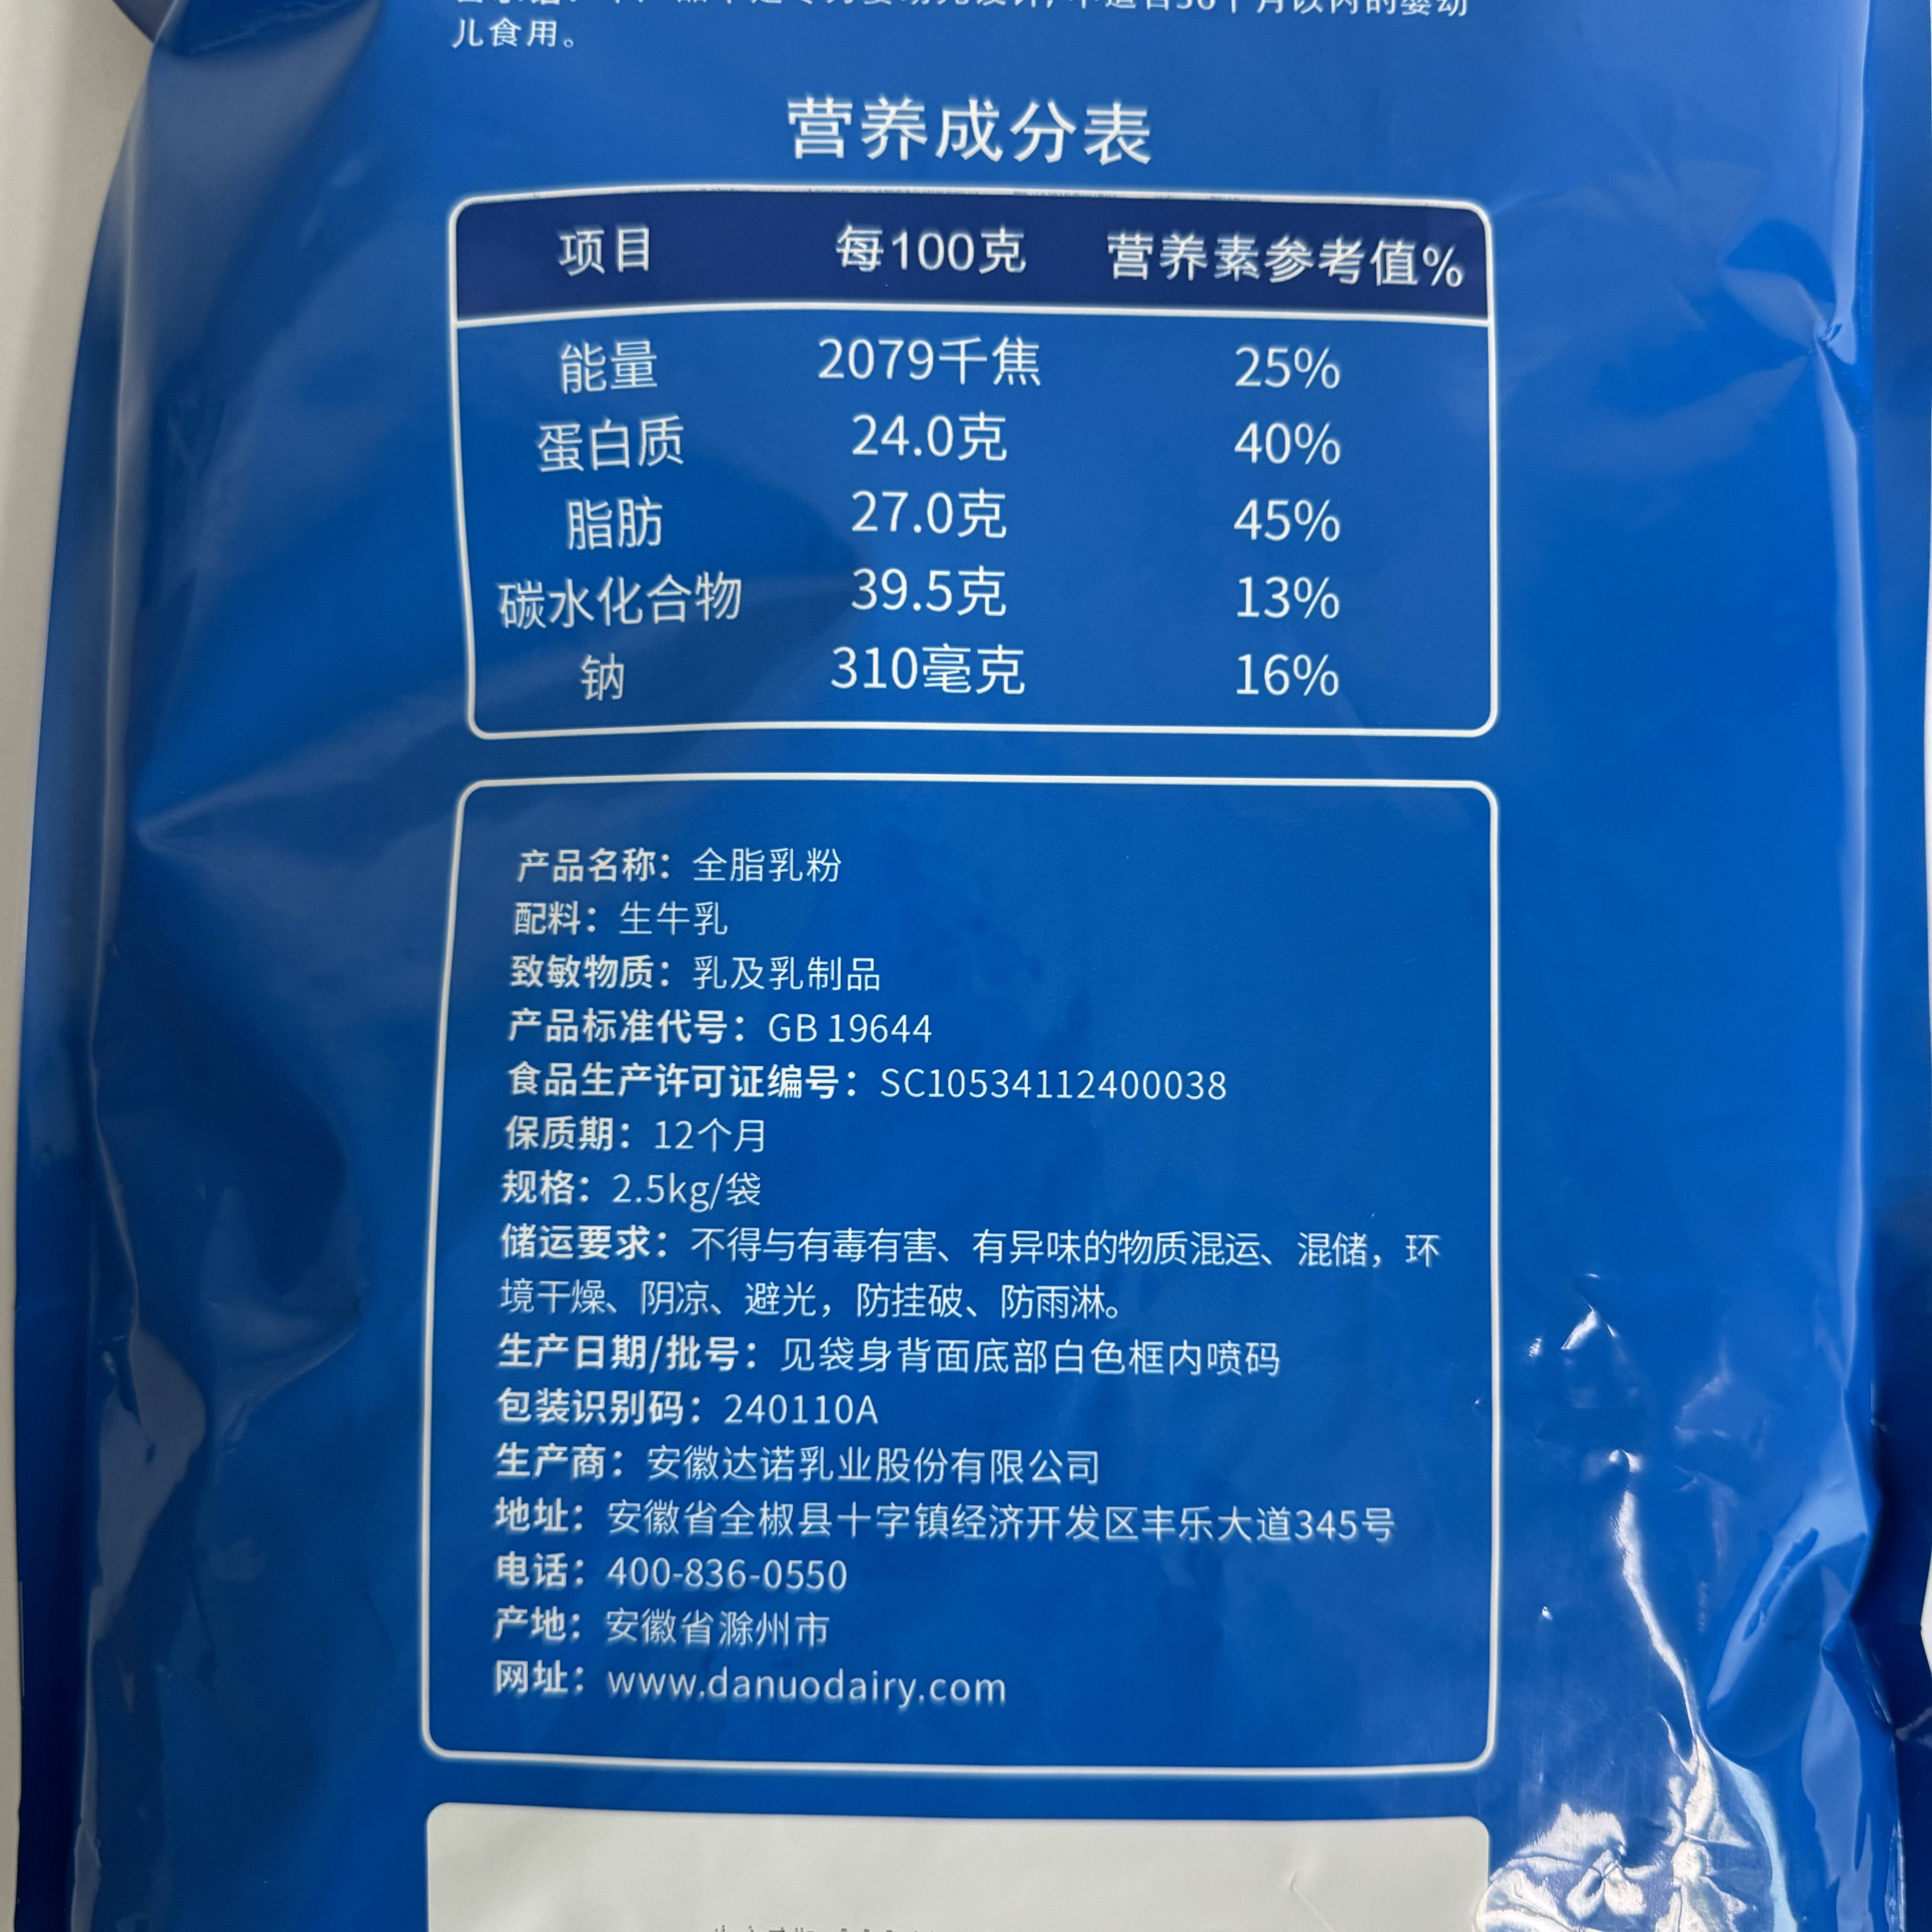 儿食用。
营养成分表
项目 每100克 营养素参考值%
能量 2079千焦 25%
蛋白质 24.0克 40%
脂肪 27.0克 45%
碳水化合物 39.5克 13%
钠 310毫克 16%
产品名称：全脂乳粉
配料：生牛乳
致敏物质：乳及乳制品
产品标准代号：GB 19644
食品生产许可证编号：SC10534112400038
保质期：12个月
规格：2.5kg/袋
储运要求：不得与有毒有害、有异味的物质混运、混储，环
境干燥、阴凉、避光，防挂破、防雨淋。
生产日期/批号：见袋身背面底部白色框内喷码
包装识别码：240110A
生产商：安徽达诺乳业股份有限公司
地址：安徽省全椒县十字镇经济开发区丰乐大道345号
电话：400-836-0550
产地：安徽省滁州市
网址：www.danuodairy.com